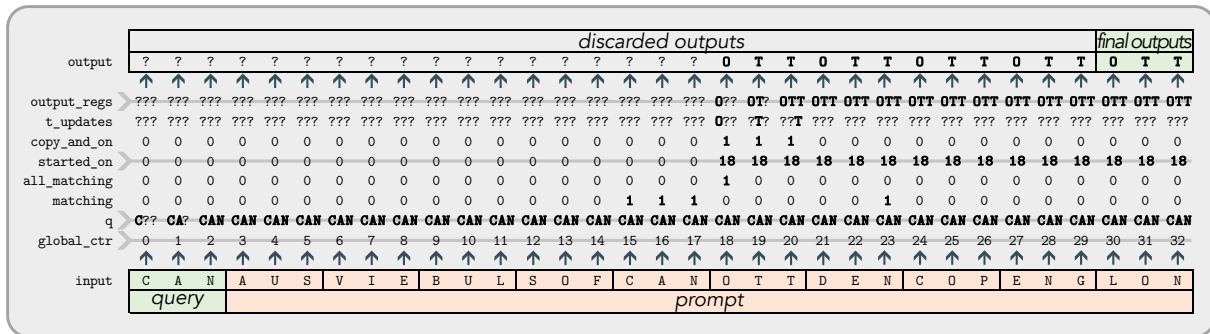 discarded outputs final outputs
output ? ? ? ? ? ? ? ? ? ? ? ? ? ? ? ? ? ? O T T O T T O T T O T T O T T
output_regs ??? ??? ??? ??? ??? ??? ??? ??? ??? ??? ??? ??? ??? ??? ??? ??? ??? ??? O?? OT? OTT OTT OTT OTT OTT OTT OTT OTT OTT OTT OTT OTT OTT
t_updates ??? ??? ??? ??? ??? ??? ??? ??? ??? ??? ??? ??? ??? ??? ??? ??? ??? ??? O?? ?T? ??T ??? ??? ??? ??? ??? ??? ??? ??? ??? ??? ??? ???
copy_and_on 0 0 0 0 0 0 0 0 0 0 0 0 0 0 0 0 0 0 1 1 1 0 0 0 0 0 0 0 0 0 0 0 0
started_on 0 0 0 0 0 0 0 0 0 0 0 0 0 0 0 0 0 0 18 18 18 18 18 18 18 18 18 18 18 18 18 18 18
all_matching 0 0 0 0 0 0 0 0 0 0 0 0 0 0 0 0 0 0 1 0 0 0 0 0 0 0 0 0 0 0 0 0 0
matching 0 0 0 0 0 0 0 0 0 0 0 0 0 0 0 1 1 1 0 0 0 0 0 1 0 0 0 0 0 0 0 0 0
q C?? CA? CAN CAN CAN CAN CAN CAN CAN CAN CAN CAN CAN CAN CAN CAN CAN CAN CAN CAN CAN CAN CAN CAN CAN CAN CAN CAN CAN CAN CAN CAN CAN
global_ctr 0 1 2 3 4 5 6 7 8 9 10 11 12 13 14 15 16 17 18 19 20 21 22 23 24 25 26 27 28 29 30 31 32
input C A N A U S V I E B U L S O F C A N O T T D E N C O P E N G L O N
query prompt